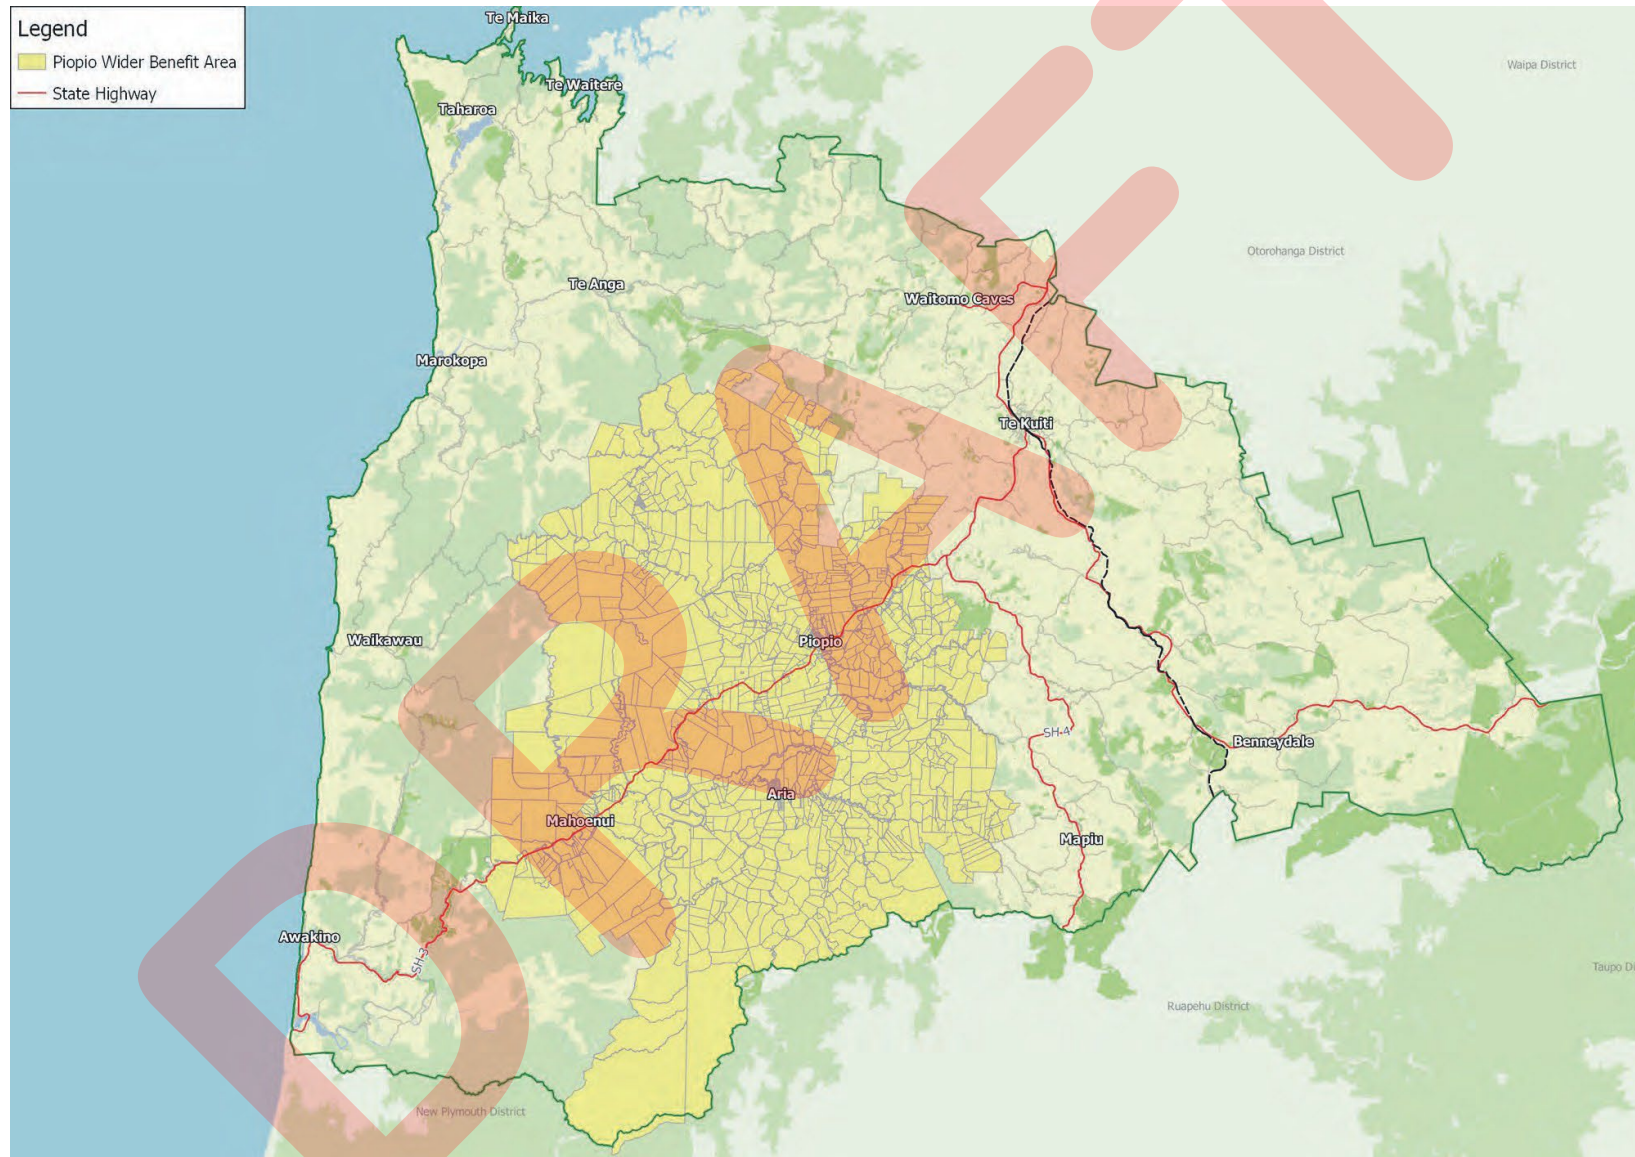 Legend
Piopio Wider Benefit Area
State Highway
Te Maika
Waipa District
Te Waitere
Taharoa
Otorohanga District
Te Anga
Waitomo Caves
Marokopa
Te Kuiti
Waikawau
Piopio
SH-4
Benneydale
Aria
Mahoenui
Mapiu
Awakino
SH-3
Taupo Di
Ruapehu District
New Plymouth District
DRAFT